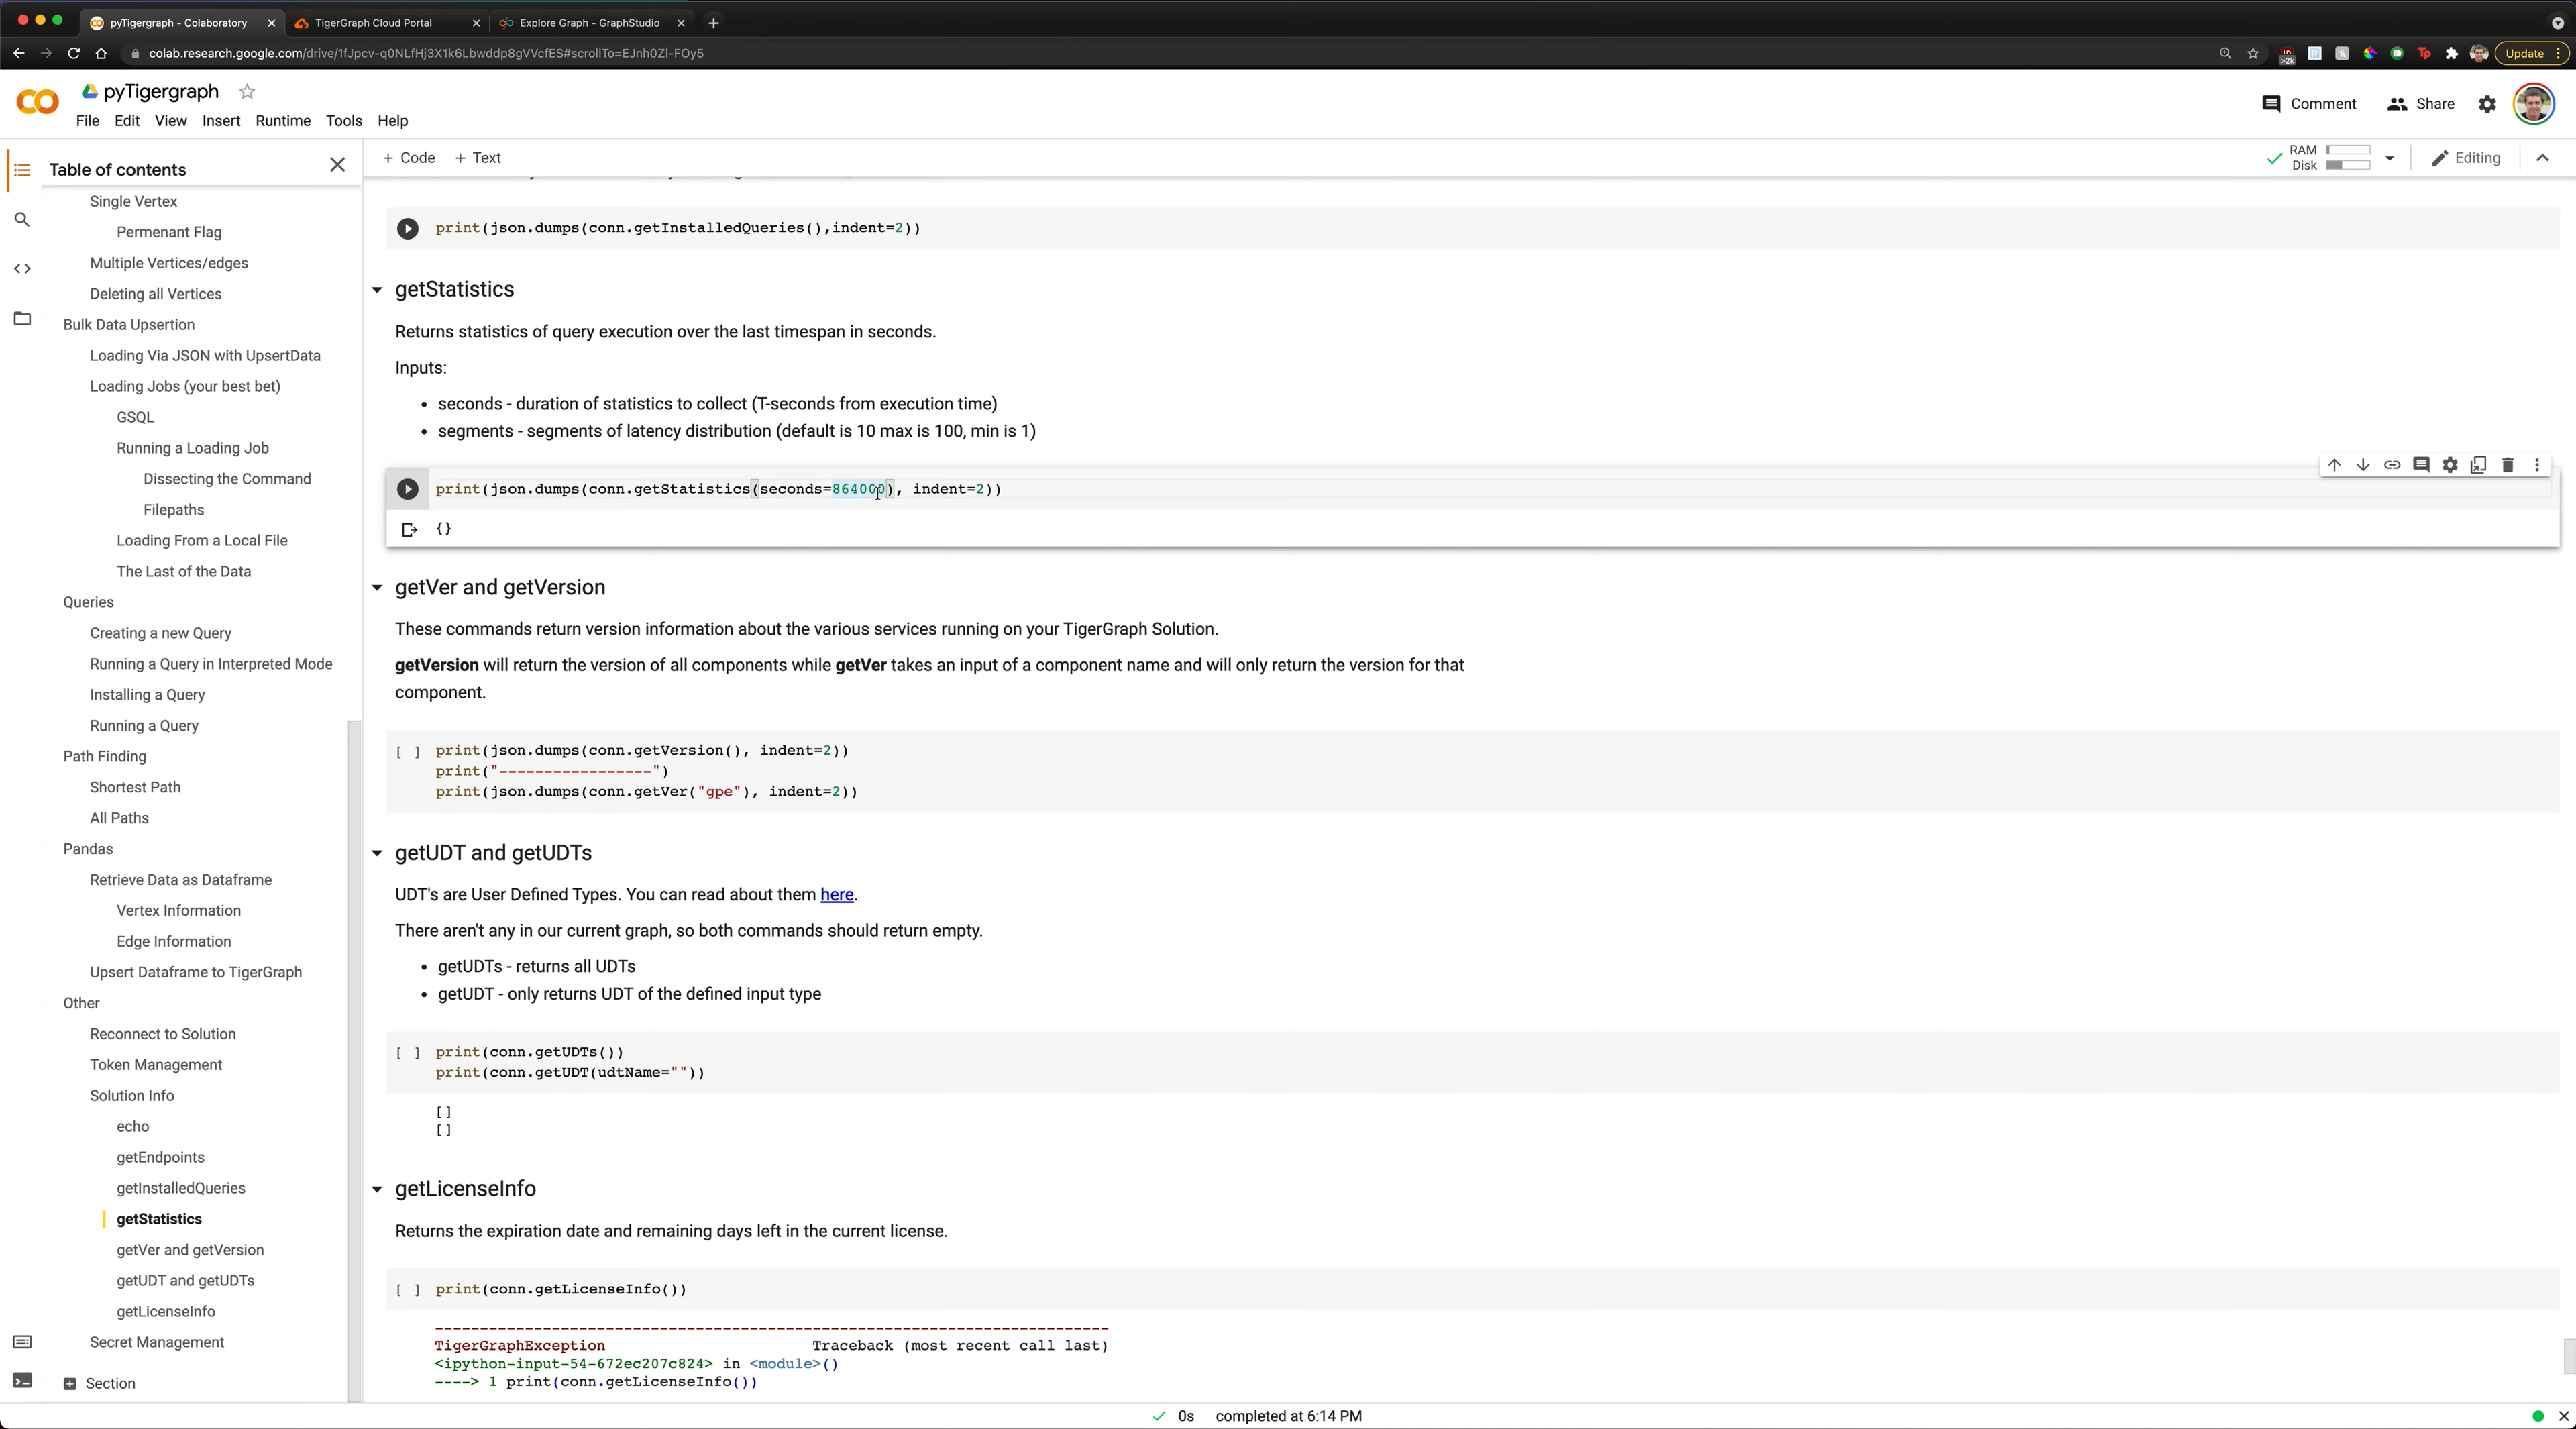 pyTigergraph - Colaboratory
TigerGraph Cloud Portal
Explore Graph - GraphStudio
colab.research.google.com/drive/1fJpcv-q0NLfHj3X1k6Lbwddp8gVVcfES#scrollTo=EJnh0Zl-FOy5
>2k
Update
pyTigergraph
File Edit View Insert Runtime Tools Help
Comment
Share
+ Code + Text
RAM
Disk
Editing
Table of contents
Single Vertex
Permenant Flag
Multiple Vertices/edges
Deleting all Vertices
Bulk Data Upsertion
Loading Via JSON with UpsertData
Loading Jobs (your best bet)
GSQL
Running a Loading Job
Dissecting the Command
Filepaths
Loading From a Local File
The Last of the Data
Queries
Creating a new Query
Running a Query in Interpreted Mode
Installing a Query
Running a Query
Path Finding
Shortest Path
All Paths
Pandas
Retrieve Data as Dataframe
Vertex Information
Edge Information
Upsert Dataframe to TigerGraph
Other
Reconnect to Solution
Token Management
Solution Info
echo
getEndpoints
getInstalledQueries
getStatistics
getVer and getVersion
getUDT and getUDTs
getLicenseInfo
Secret Management
Section
print(json.dumps(conn.getInstalledQueries(),indent=2))
getStatistics
Returns statistics of query execution over the last timespan in seconds.
Inputs:
• seconds - duration of statistics to collect (T-seconds from execution time)
• segments - segments of latency distribution (default is 10 max is 100, min is 1)
print(json.dumps(conn.getStatistics(seconds=864000), indent=2))
{}
getVer and getVersion
These commands return version information about the various services running on your TigerGraph Solution.
getVersion will return the version of all components while getVer takes an input of a component name and will only return the version for that
component.
[ ] print(json.dumps(conn.getVersion(), indent=2))
print("-----------------")
print(json.dumps(conn.getVer("gpe"), indent=2))
getUDT and getUDTs
UDT's are User Defined Types. You can read about them here.
There aren't any in our current graph, so both commands should return empty.
• getUDTs - returns all UDTs
• getUDT - only returns UDT of the defined input type
[ ] print(conn.getUDTs())
print(conn.getUDT(udtName=""))
[]
[]
getLicenseInfo
Returns the expiration date and remaining days left in the current license.
[ ] print(conn.getLicenseInfo())
---------------------------------------------------------------------------
TigerGraphException Traceback (most recent call last)
<ipython-input-54-672ec207c824> in <module>()
----> 1 print(conn.getLicenseInfo())
0s completed at 6:14 PM